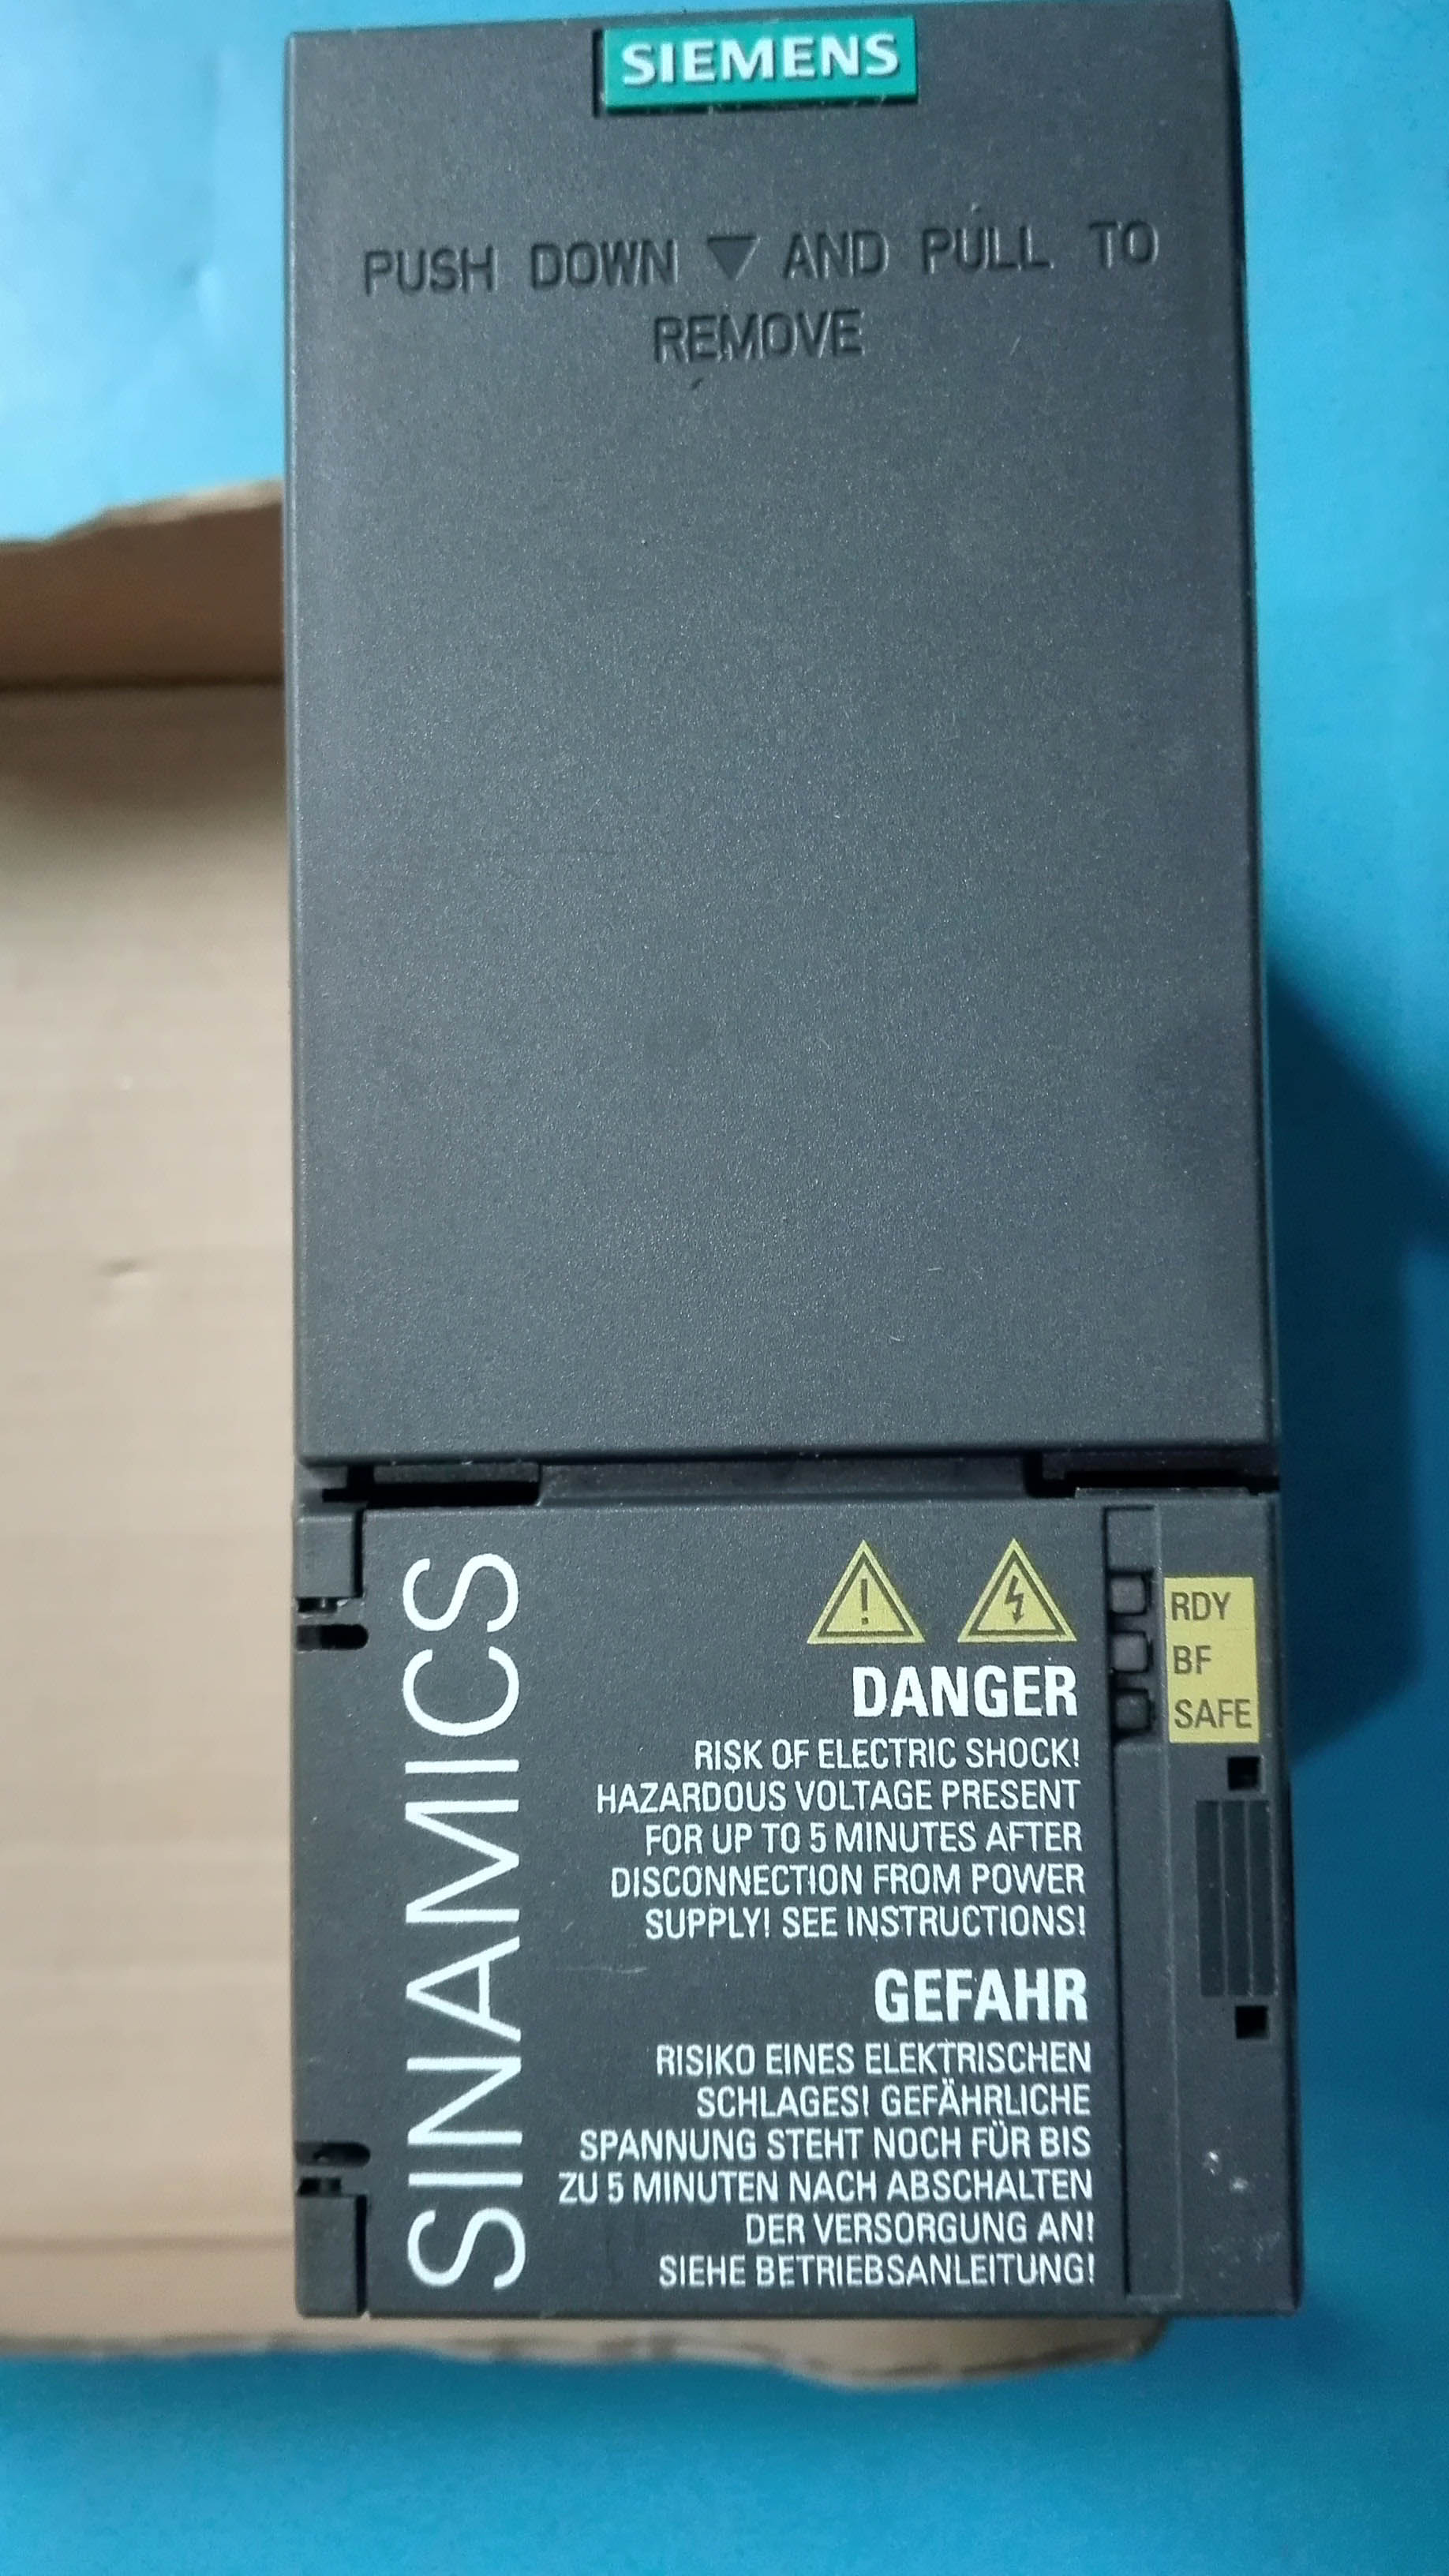 SIEMENS
PUSH DOWN ▼ AND PULL TO
REMOVE
SINAMICS
DANGER
RISK OF ELECTRIC SHOCK!
HAZARDOUS VOLTAGE PRESENT
FOR UP TO 5 MINUTES AFTER
DISCONNECTION FROM POWER
SUPPLY! SEE INSTRUCTIONS!
GEFAHR
RISIKO EINES ELEKTRISCHEN
SCHLAGES! GEFÄHRLICHE
SPANNUNG STEHT NOCH FÜR BIS
ZU 5 MINUTEN NACH ABSCHALTEN
DER VERSORGUNG AN!
SIEHE BETRIEBSANLEITUNG!
RDY
BF
SAFE